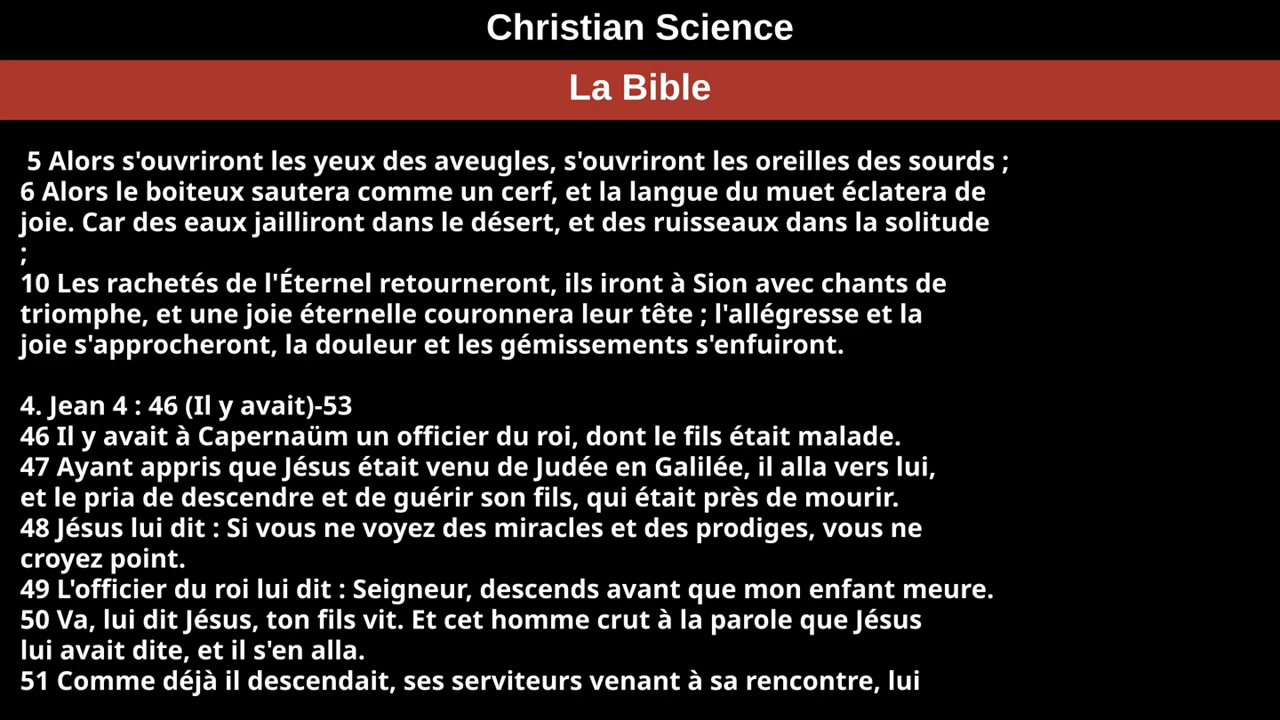 Christian Science
La Bible
5 Alors s'ouvriront les yeux des aveugles, s'ouvriront les oreilles des sourds ;
6 Alors le boiteux sautera comme un cerf, et la langue du muet éclatera de
joie. Car des eaux jailliront dans le désert, et des ruisseaux dans la solitude
;
10 Les rachetés de l'Éternel retourneront, ils iront à Sion avec chants de
triomphe, et une joie éternelle couronnera leur tête ; l'allégresse et la
joie s'approcheront, la douleur et les gémissements s'enfuiront.
4. Jean 4 : 46 (Il y avait)-53
46 Il y avait à Capernaüm un officier du roi, dont le fils était malade.
47 Ayant appris que Jésus était venu de Judée en Galilée, il alla vers lui,
et le pria de descendre et de guérir son fils, qui était près de mourir.
48 Jésus lui dit : Si vous ne voyez des miracles et des prodiges, vous ne
croyez point.
49 L'officier du roi lui dit : Seigneur, descends avant que mon enfant meure.
50 Va, lui dit Jésus, ton fils vit. Et cet homme crut à la parole que Jésus
lui avait dite, et il s'en alla.
51 Comme déjà il descendait, ses serviteurs venant à sa rencontre, lui